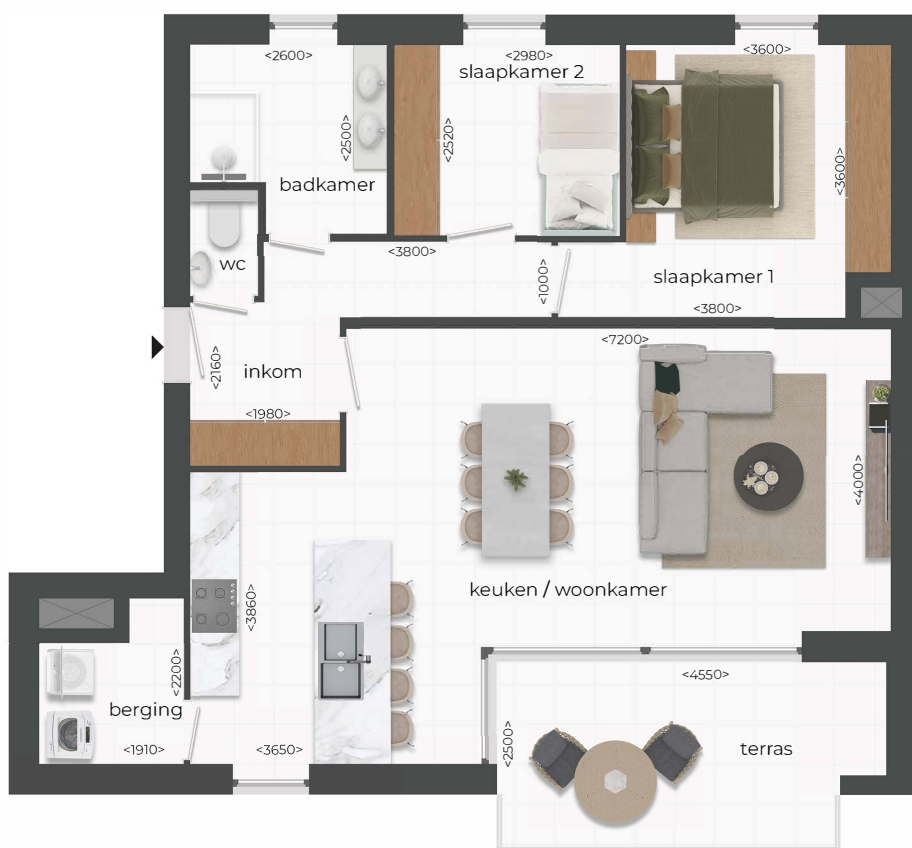 <2600>
<2980>
<3600>
slaapkamer 2
<2500>
<2520>
<3600>
badkamer
<3800>
wc
<1000>
slaapkamer 1
<3800>
<7200>
<2160>
inkom
<1980>
<4000>
keuken / woonkamer
<3860>
<2200>
<4550>
berging
<1910>
<3650>
<2500>
terras